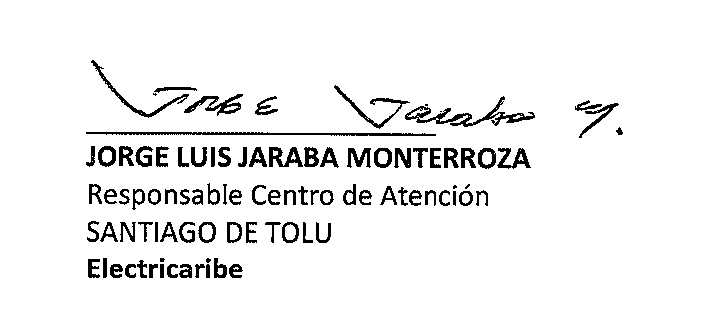 Jorge Jaraba M.
JORGE LUIS JARABA MONTERROZA
Responsable Centro de Atención
SANTIAGO DE TOLU
Electricaribe